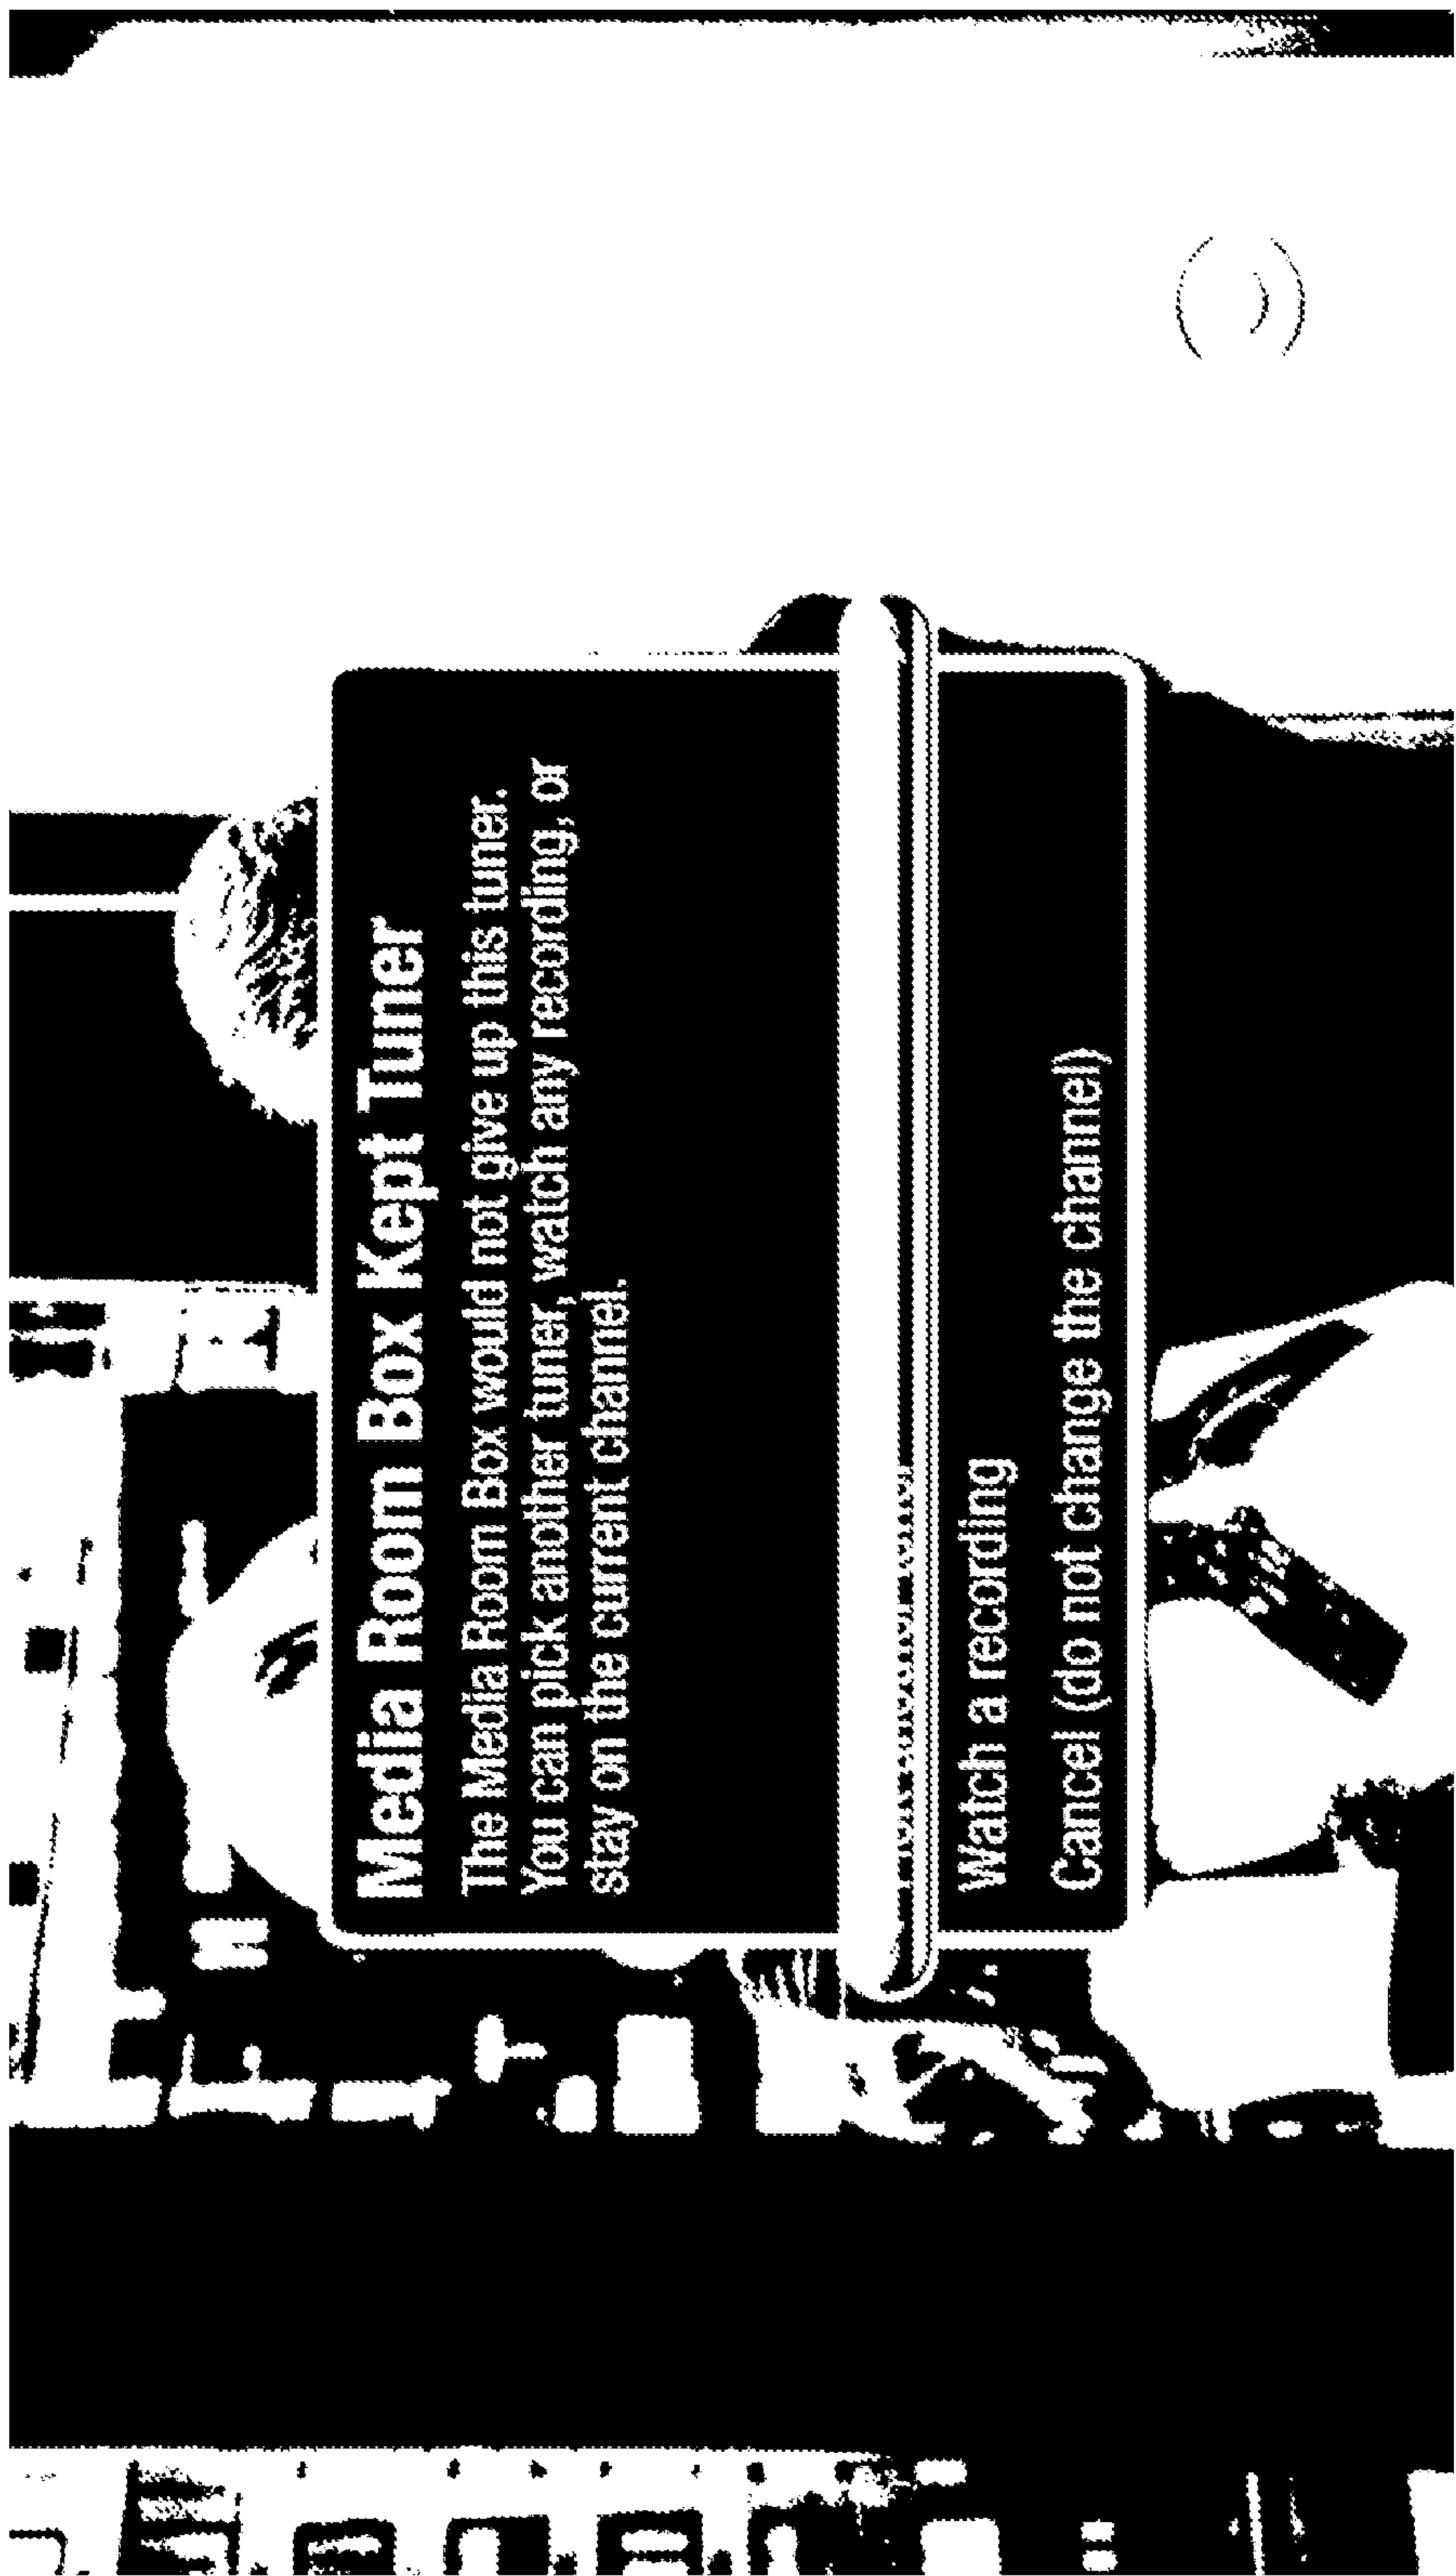 Media Room Box Kept Tuner
The Media Room Box would not give up this tuner.
You can pick another tuner, watch any recording, or
stay on the current channel.
Watch a recording
Cancel (do not change the channel)